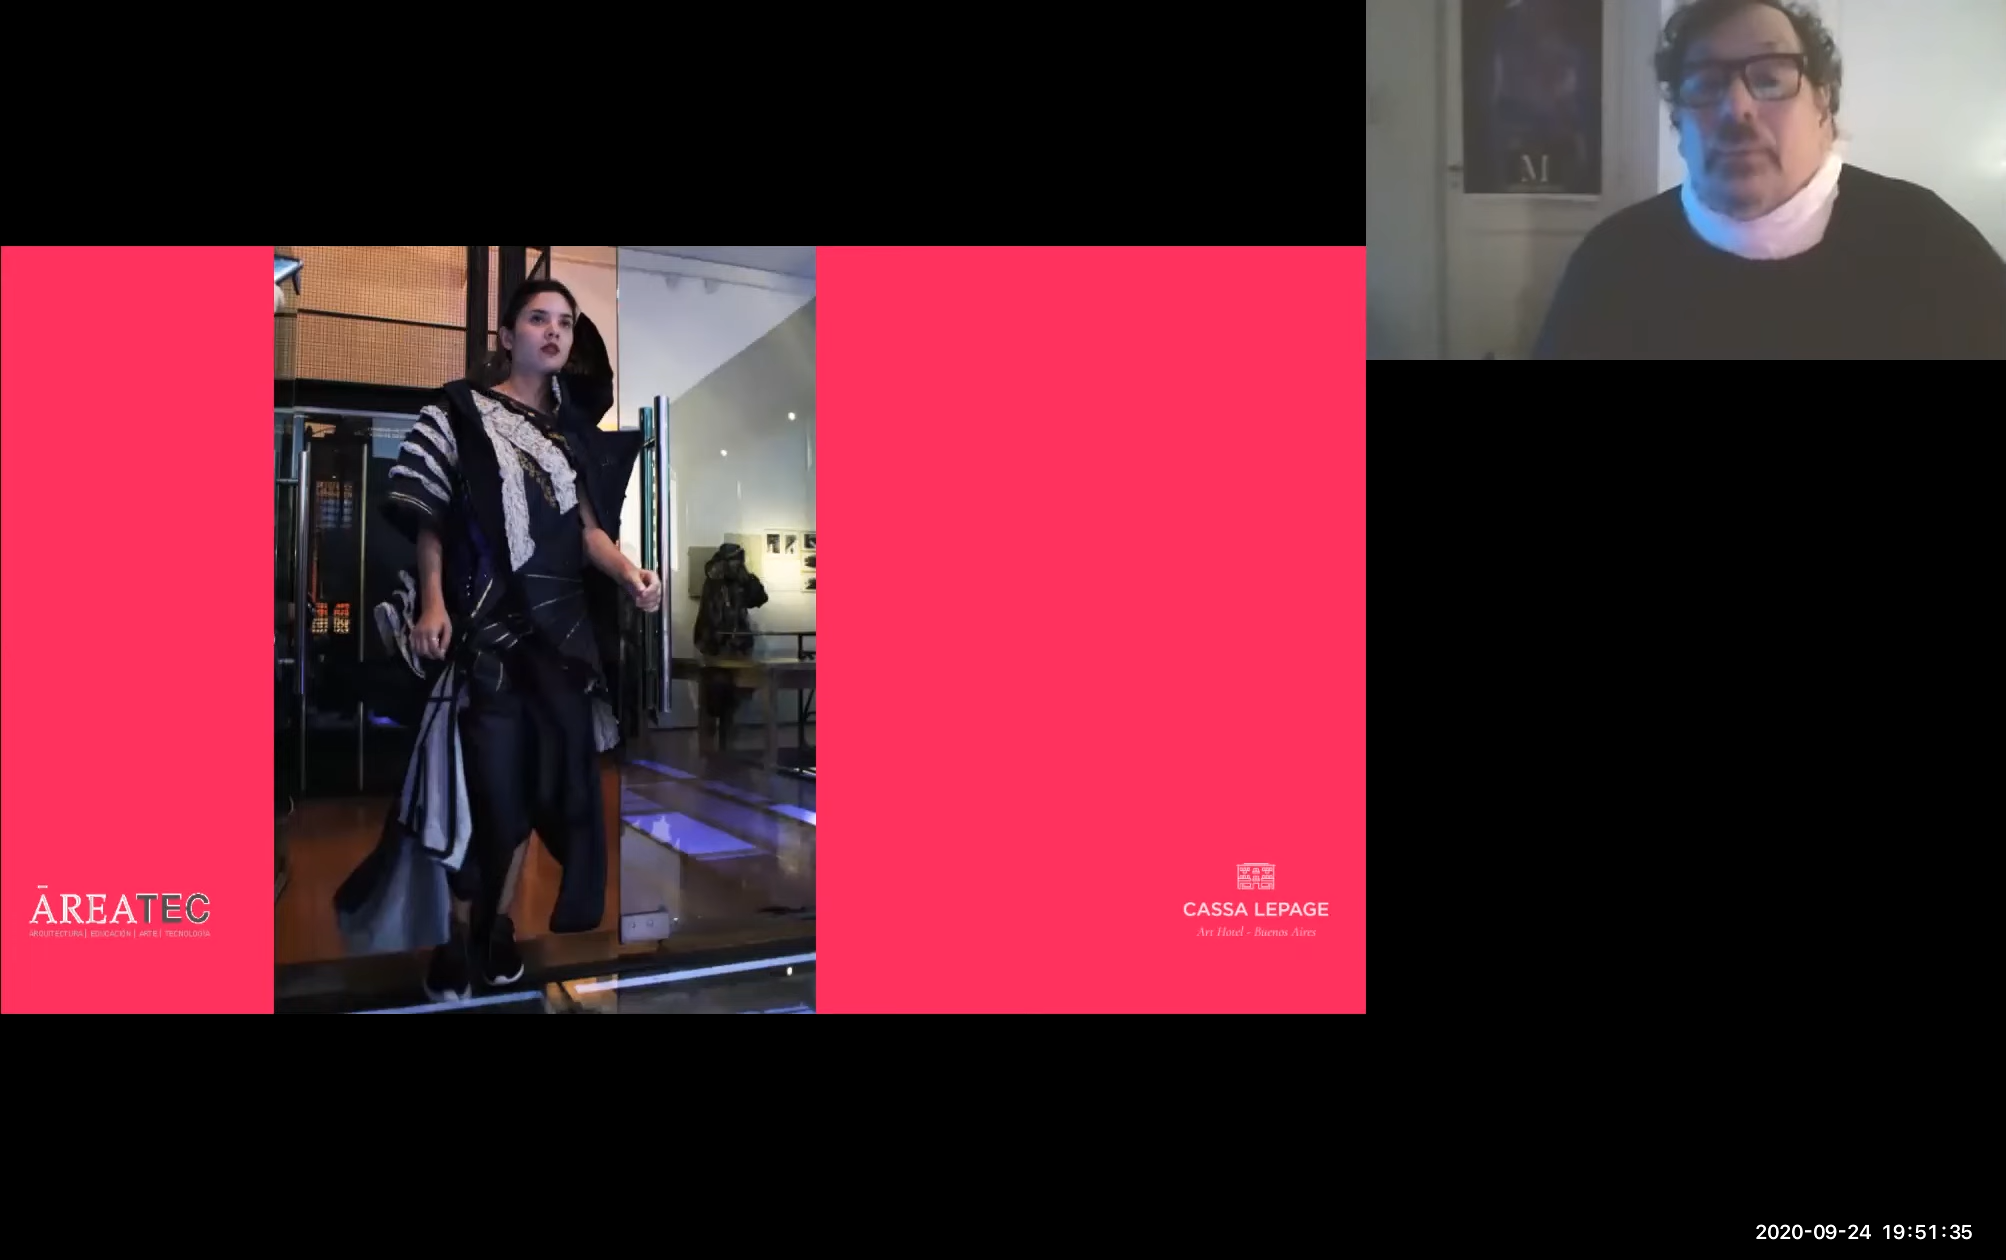 M
ĀREATEC
ARQUITECTURA | EDUCACIÓN | ARTE | TECNOLOGÍA
CASSA LEPAGE
Art Hotel - Buenos Aires
2020-09-24 19:51:35